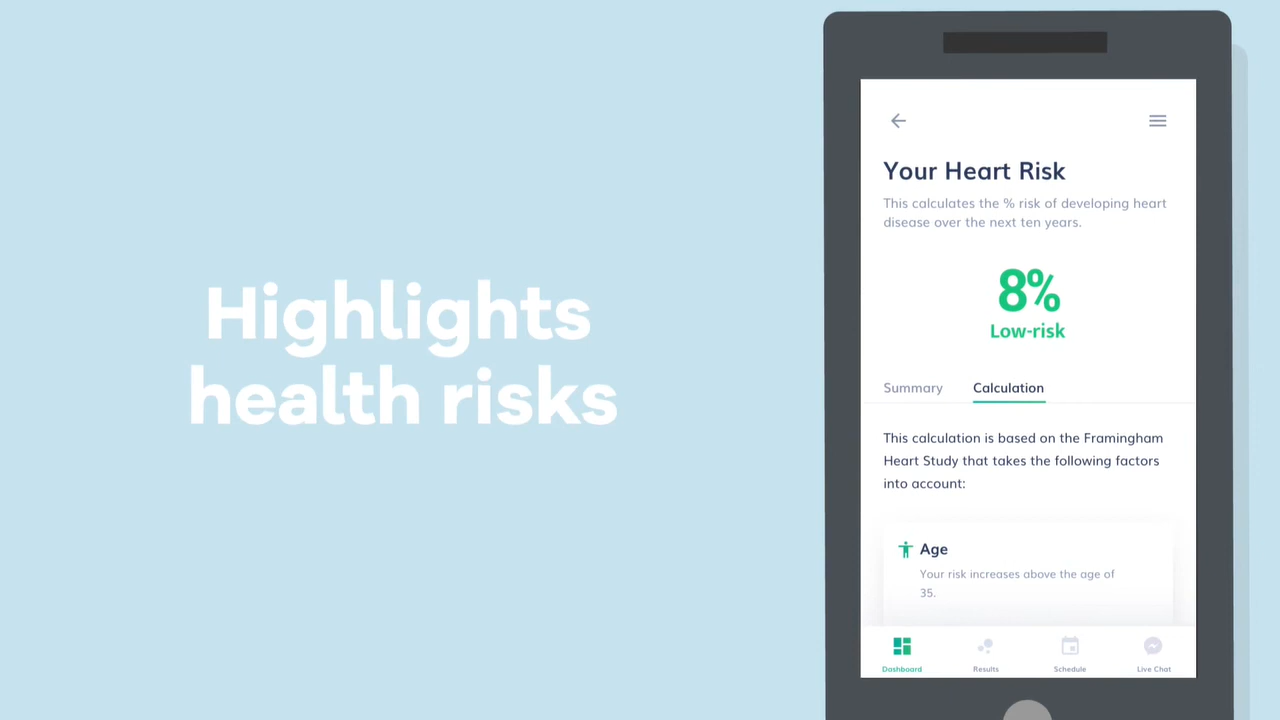 Highlights
health risks
Your Heart Risk
This calculates the % risk of developing heart
disease over the next ten years.
8%
Low-risk
Summary Calculation
This calculation is based on the Framingham
Heart Study that takes the following factors
into account:
Age
Your risk increases above the age of
35.
Dashboard Results Schedule Live Chat